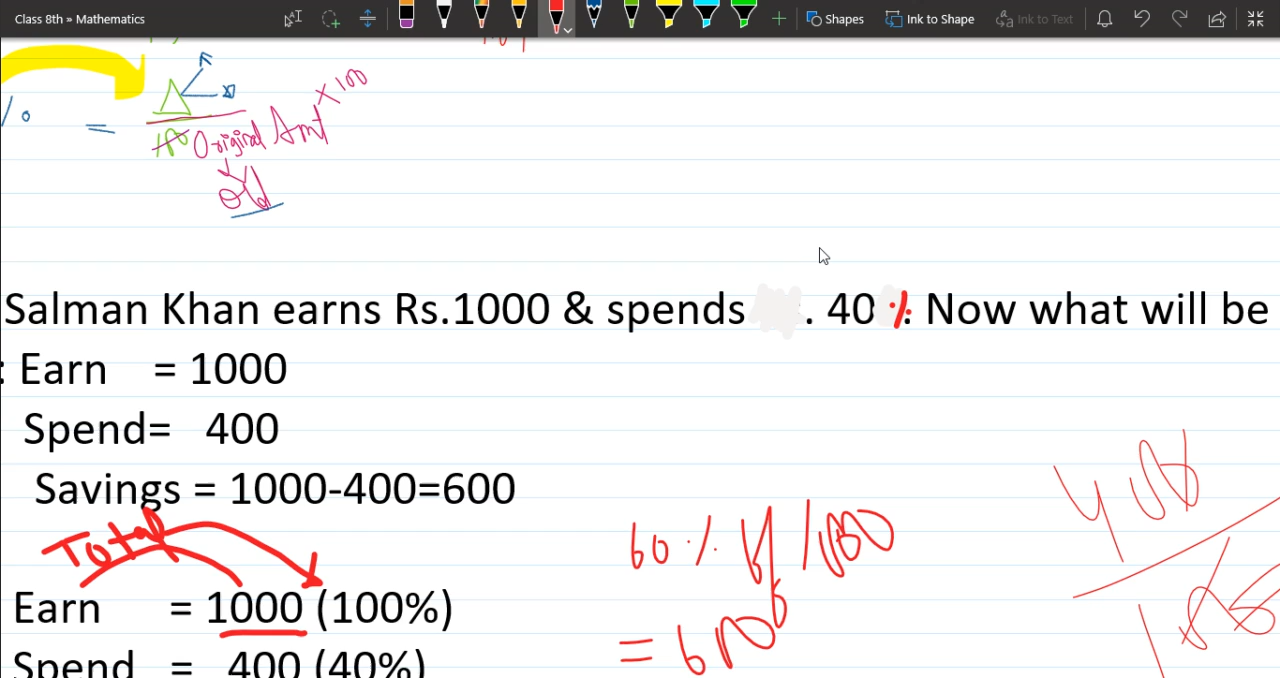 Class 8th » Mathematics
Shapes
Ink to Shape
Ink to Text
% = Δ
100 Original Amt × 100
old
Salman Khan earns Rs.1000 & spends . 40 %. Now what will be
: Earn = 1000
Spend= 400
Savings = 1000-400=600
Total
60 % of 1000
Earn = 1000 (100%)
= 600
Spend = 400 (40%)